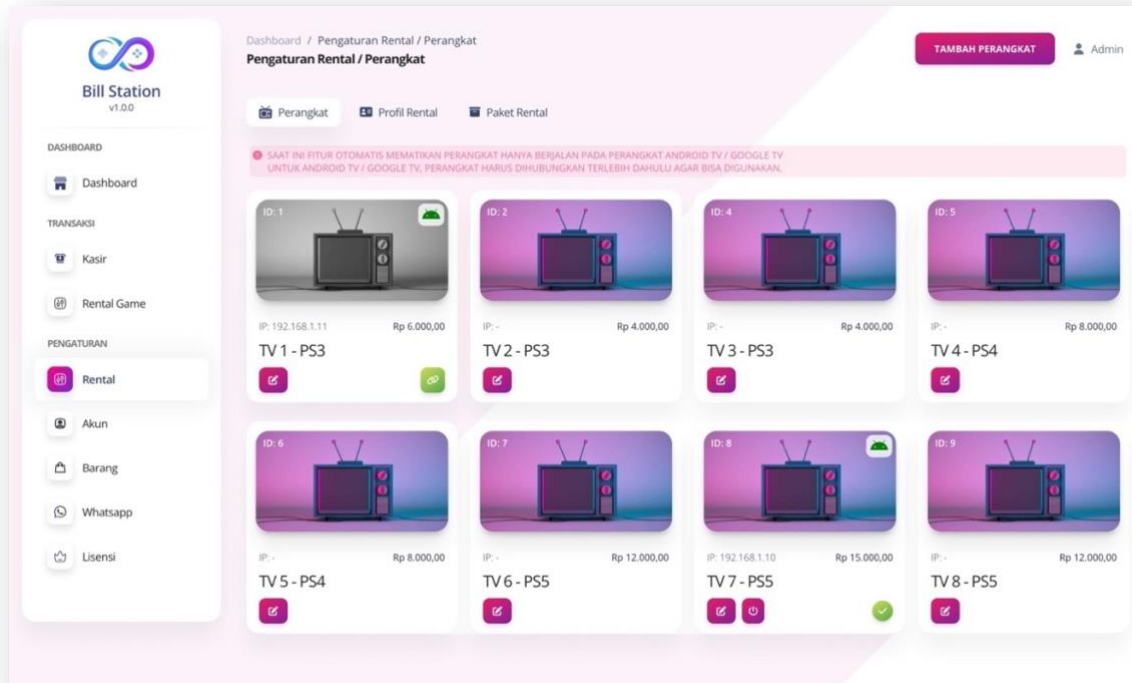 Bill Station
v1.0.0
DASHBOARD
Dashboard
TRANSAKSI
Kasir
Rental Game
PENGATURAN
Rental
Akun
Barang
Whatsapp
Lisensi
Dashboard / Pengaturan Rental / Perangkat
Pengaturan Rental / Perangkat
TAMBAH PERANGKAT
Admin
Perangkat Profil Rental Paket Rental
SAAT INI FITUR OTOMATIS MEMATIKAN PERANGKAT HANYA BERJALAN PADA PERANGKAT ANDROID TV / GOOGLE TV
UNTUK ANDROID TV / GOOGLE TV, PERANGKAT HARUS DIHUBUNGKAN TERLEBIH DAHULU AGAR BISA DIGUNAKAN.
ID: 1
IP: 192.168.1.11 Rp 6.000,00
TV 1 - PS3
ID: 2
IP: - Rp 4.000,00
TV 2 - PS3
ID: 4
IP: - Rp 4.000,00
TV 3 - PS3
ID: 5
IP: - Rp 8.000,00
TV 4 - PS4
ID: 6
IP: - Rp 8.000,00
TV 5 - PS4
ID: 7
IP: - Rp 12.000,00
TV 6 - PS5
ID: 8
IP: 192.168.1.10 Rp 15.000,00
TV 7 - PS5
ID: 9
IP: - Rp 12.000,00
TV 8 - PS5